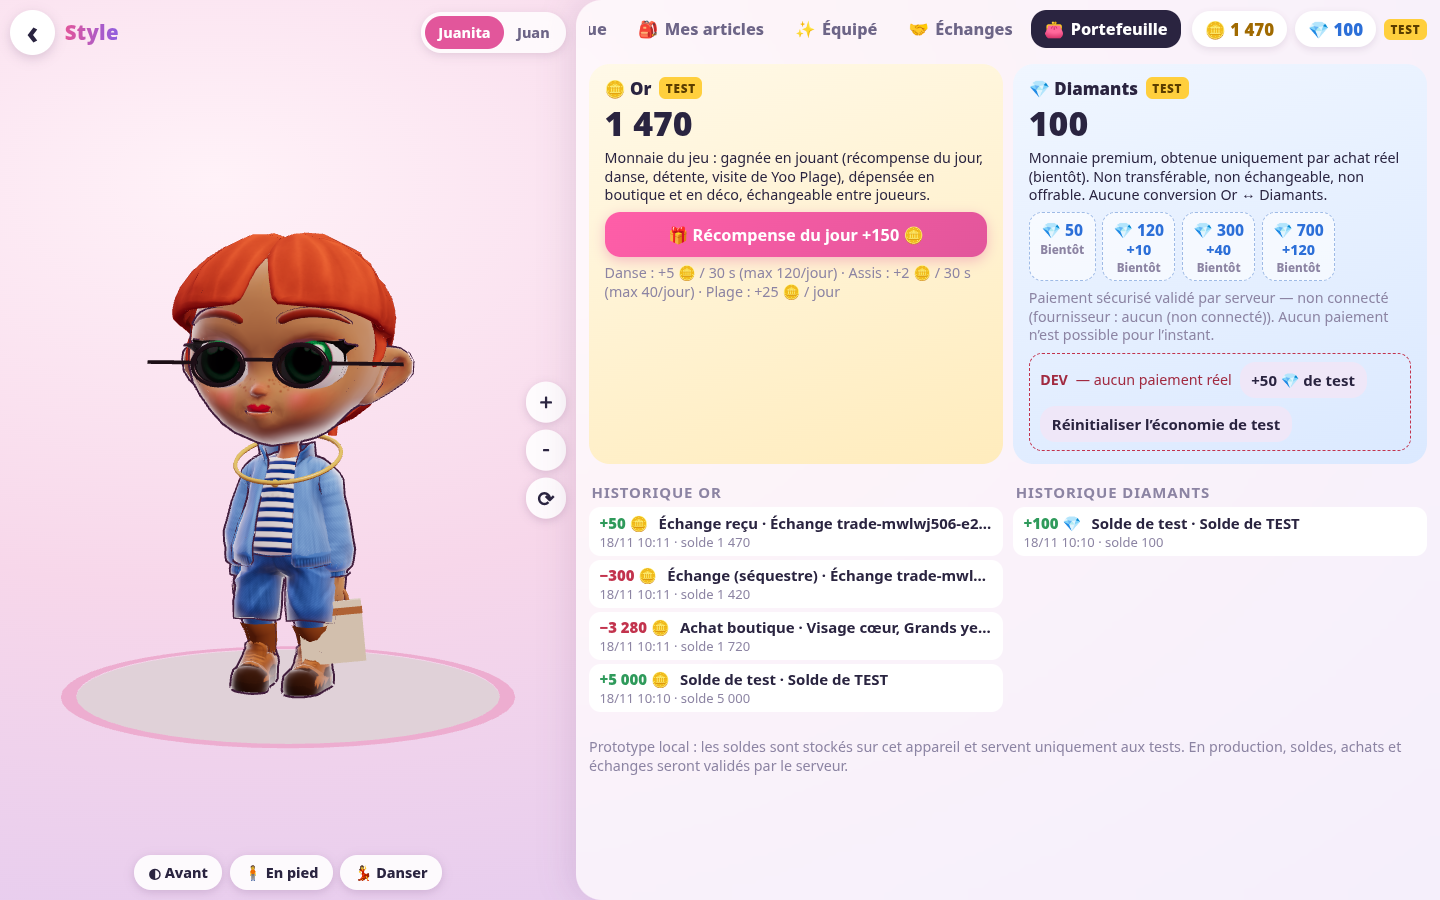 ‹ Style
Juanita Juan
ue 🎒 Mes articles ✨ Équipé 🤝 Échanges 👛 Portefeuille 🪙 1 470 💎 100 TEST
🪙 Or TEST
1 470
Monnaie du jeu : gagnée en jouant (récompense du jour,
danse, détente, visite de Yoo Plage), dépensée en
boutique et en déco, échangeable entre joueurs.
🎁 Récompense du jour +150 🪙
Danse : +5 🪙 / 30 s (max 120/jour) · Assis : +2 🪙 / 30 s
(max 40/jour) · Plage : +25 🪙 / jour
💎 Diamants TEST
100
Monnaie premium, obtenue uniquement par achat réel
(bientôt). Non transférable, non échangeable, non
offrable. Aucune conversion Or ↔ Diamants.
💎 50
Bientôt
💎 120
+10
Bientôt
💎 300
+40
Bientôt
💎 700
+120
Bientôt
Paiement sécurisé validé par serveur — non connecté
(fournisseur : aucun (non connecté)). Aucun paiement
n’est possible pour l’instant.
DEV — aucun paiement réel +50 💎 de test
Réinitialiser l’économie de test
+
-
⟳
HISTORIQUE OR
+50 🪙 Échange reçu · Échange trade-mwlwj506-e2...
18/11 10:11 · solde 1 470
−300 🪙 Échange (séquestre) · Échange trade-mwl...
18/11 10:11 · solde 1 420
−3 280 🪙 Achat boutique · Visage cœur, Grands ye...
18/11 10:11 · solde 1 720
+5 000 🪙 Solde de test · Solde de TEST
18/11 10:10 · solde 5 000
HISTORIQUE DIAMANTS
+100 💎 Solde de test · Solde de TEST
18/11 10:10 · solde 100
Prototype local : les soldes sont stockés sur cet appareil et servent uniquement aux tests. En production, soldes, achats et
échanges seront validés par le serveur.
◐ Avant 🧍 En pied 💃 Danser